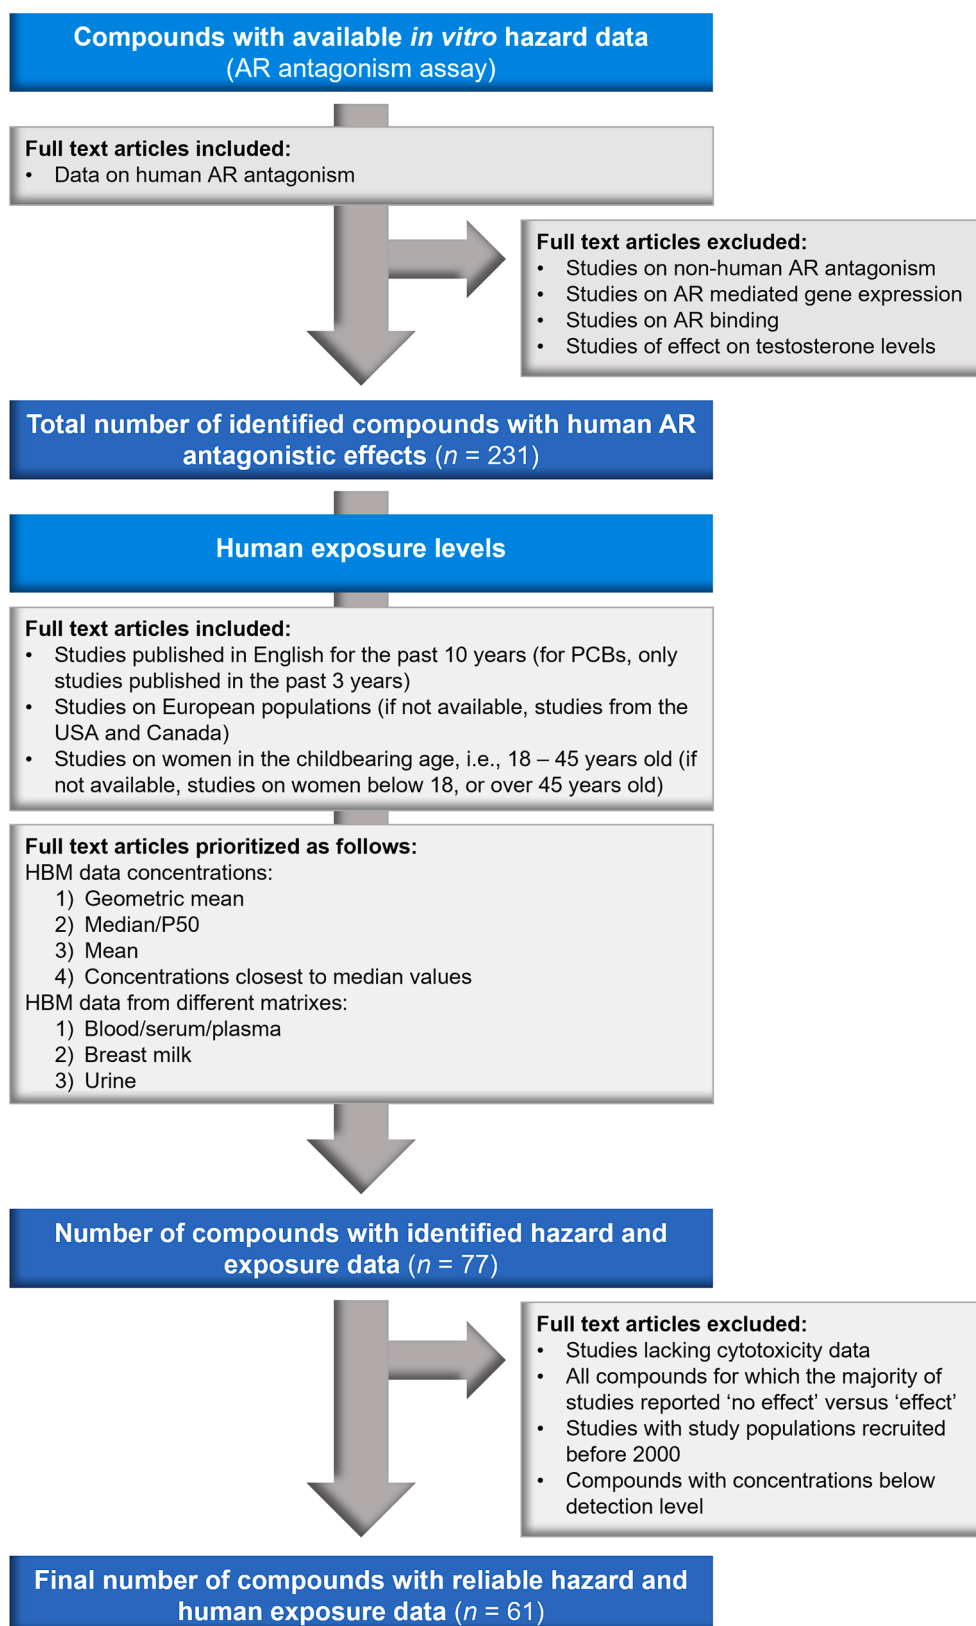 Compounds with available in vitro hazard data
(AR antagonism assay)
Full text articles included:
• Data on human AR antagonism
Full text articles excluded:
• Studies on non-human AR antagonism
• Studies on AR mediated gene expression
• Studies on AR binding
• Studies of effect on testosterone levels
Total number of identified compounds with human AR
antagonistic effects (n = 231)
Human exposure levels
Full text articles included:
• Studies published in English for the past 10 years (for PCBs, only
studies published in the past 3 years)
• Studies on European populations (if not available, studies from the
USA and Canada)
• Studies on women in the childbearing age, i.e., 18 – 45 years old (if
not available, studies on women below 18, or over 45 years old)
Full text articles prioritized as follows:
HBM data concentrations:
1) Geometric mean
2) Median/P50
3) Mean
4) Concentrations closest to median values
HBM data from different matrixes:
1) Blood/serum/plasma
2) Breast milk
3) Urine
Number of compounds with identified hazard and
exposure data (n = 77)
Full text articles excluded:
• Studies lacking cytotoxicity data
• All compounds for which the majority of
studies reported ‘no effect’ versus ‘effect’
• Studies with study populations recruited
before 2000
• Compounds with concentrations below
detection level
Final number of compounds with reliable hazard and
human exposure data (n = 61)